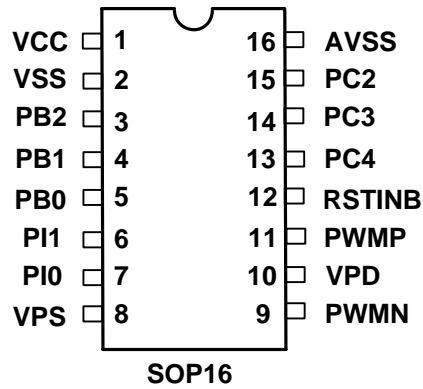 VCC 1 16 AVSS
VSS 2 15 PC2
PB2 3 14 PC3
PB1 4 13 PC4
PB0 5 12 RSTINB
PI1 6 11 PWMP
PI0 7 10 VPD
VPS 8 9 PWMN
SOP16